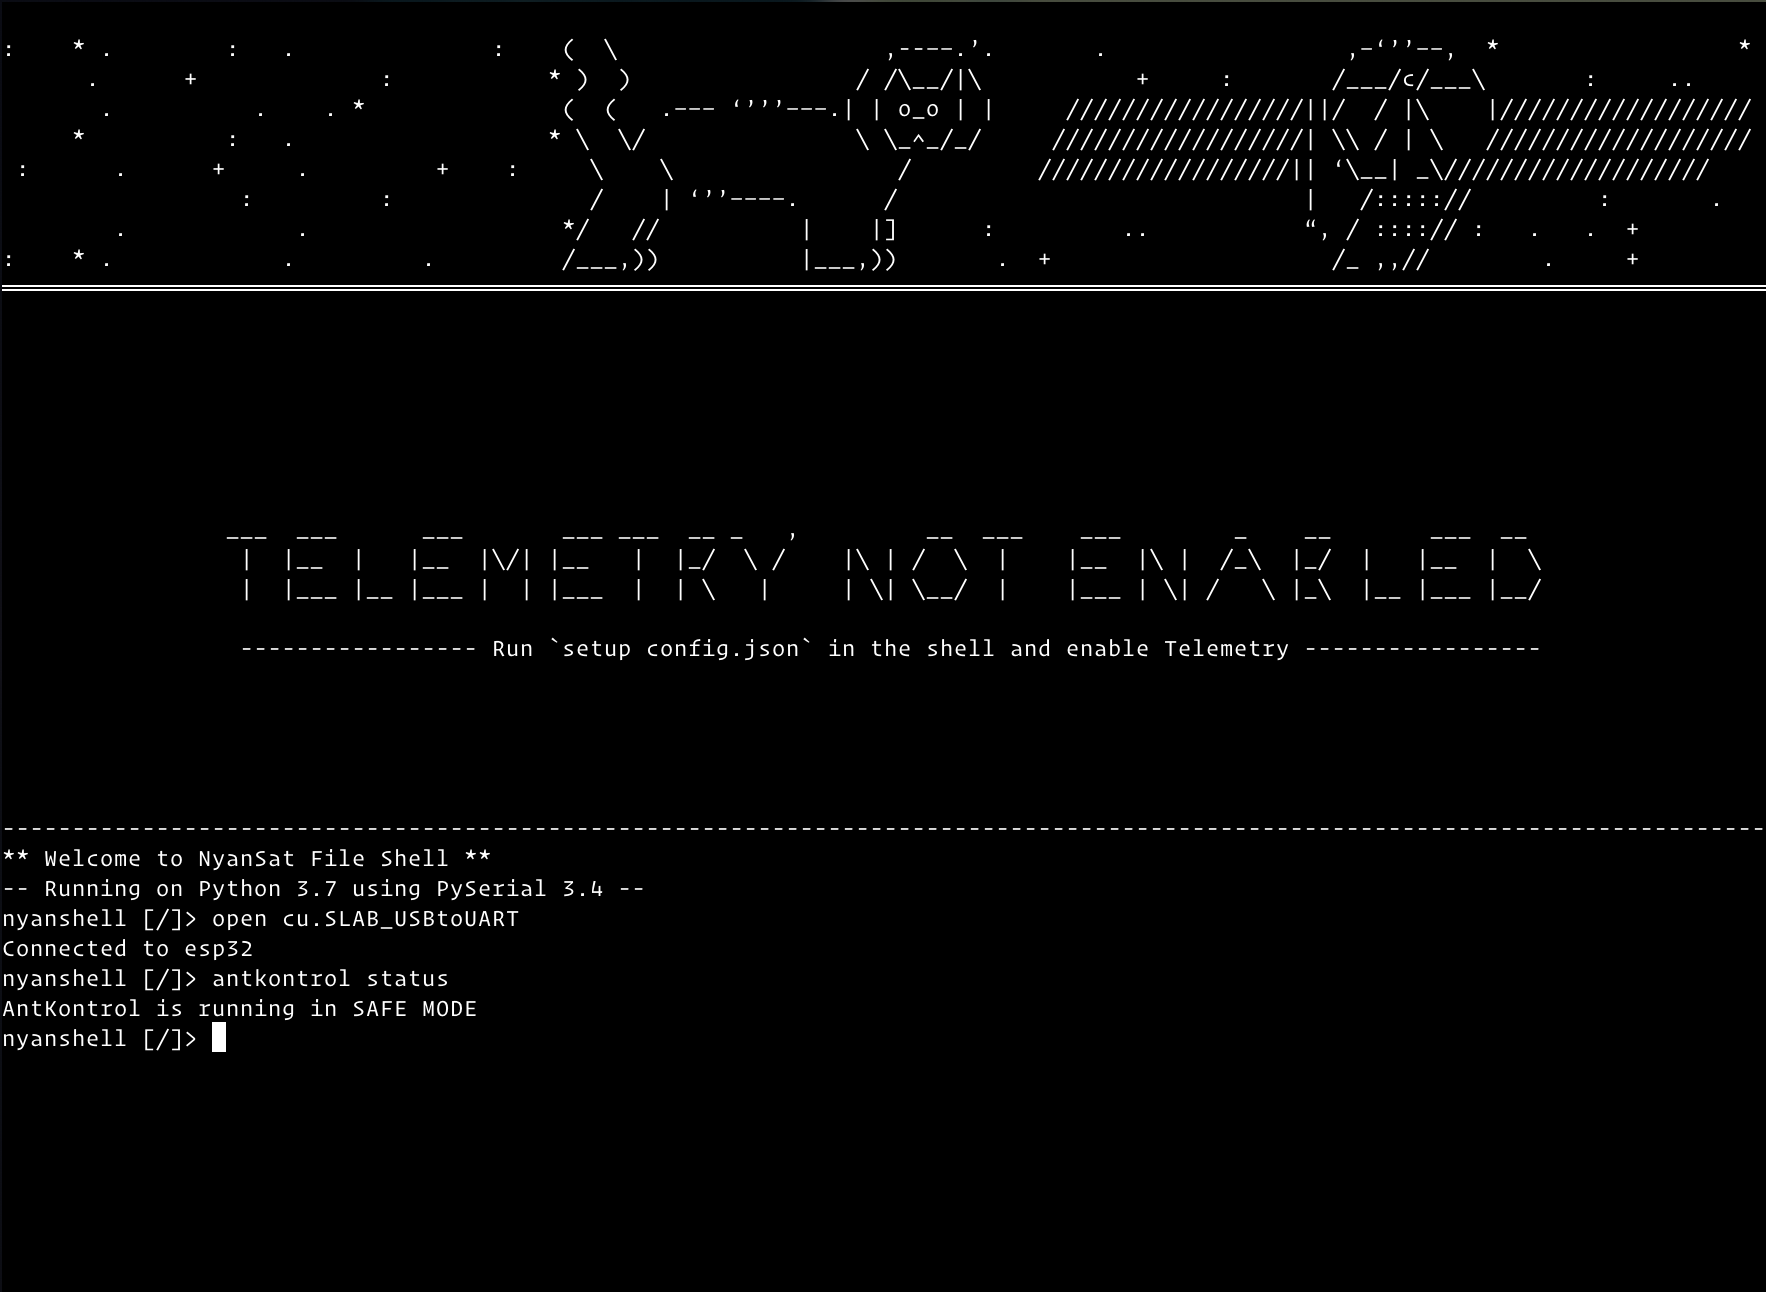 TELEMETRY NOT ENABLED
----------------- Run `setup config.json` in the shell and enable Telemetry -----------------
** Welcome to NyanSat File Shell **
-- Running on Python 3.7 using PySerial 3.4 --
nyanshell [/]> open cu.SLAB_USBtoUART
Connected to esp32
nyanshell [/]> antkontrol status
AntKontrol is running in SAFE MODE
nyanshell [/]>